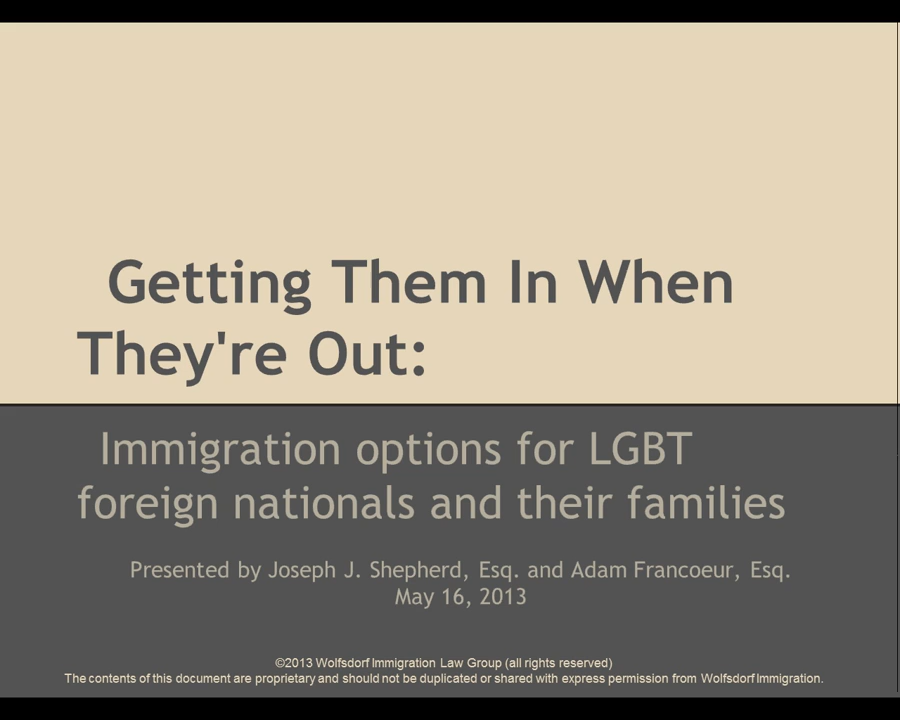 Getting Them In When
They're Out:
Immigration options for LGBT
foreign nationals and their families
Presented by Joseph J. Shepherd, Esq. and Adam Francoeur, Esq.
May 16, 2013
©2013 Wolfsdorf Immigration Law Group (all rights reserved)
The contents of this document are proprietary and should not be duplicated or shared with express permission from Wolfsdorf Immigration.